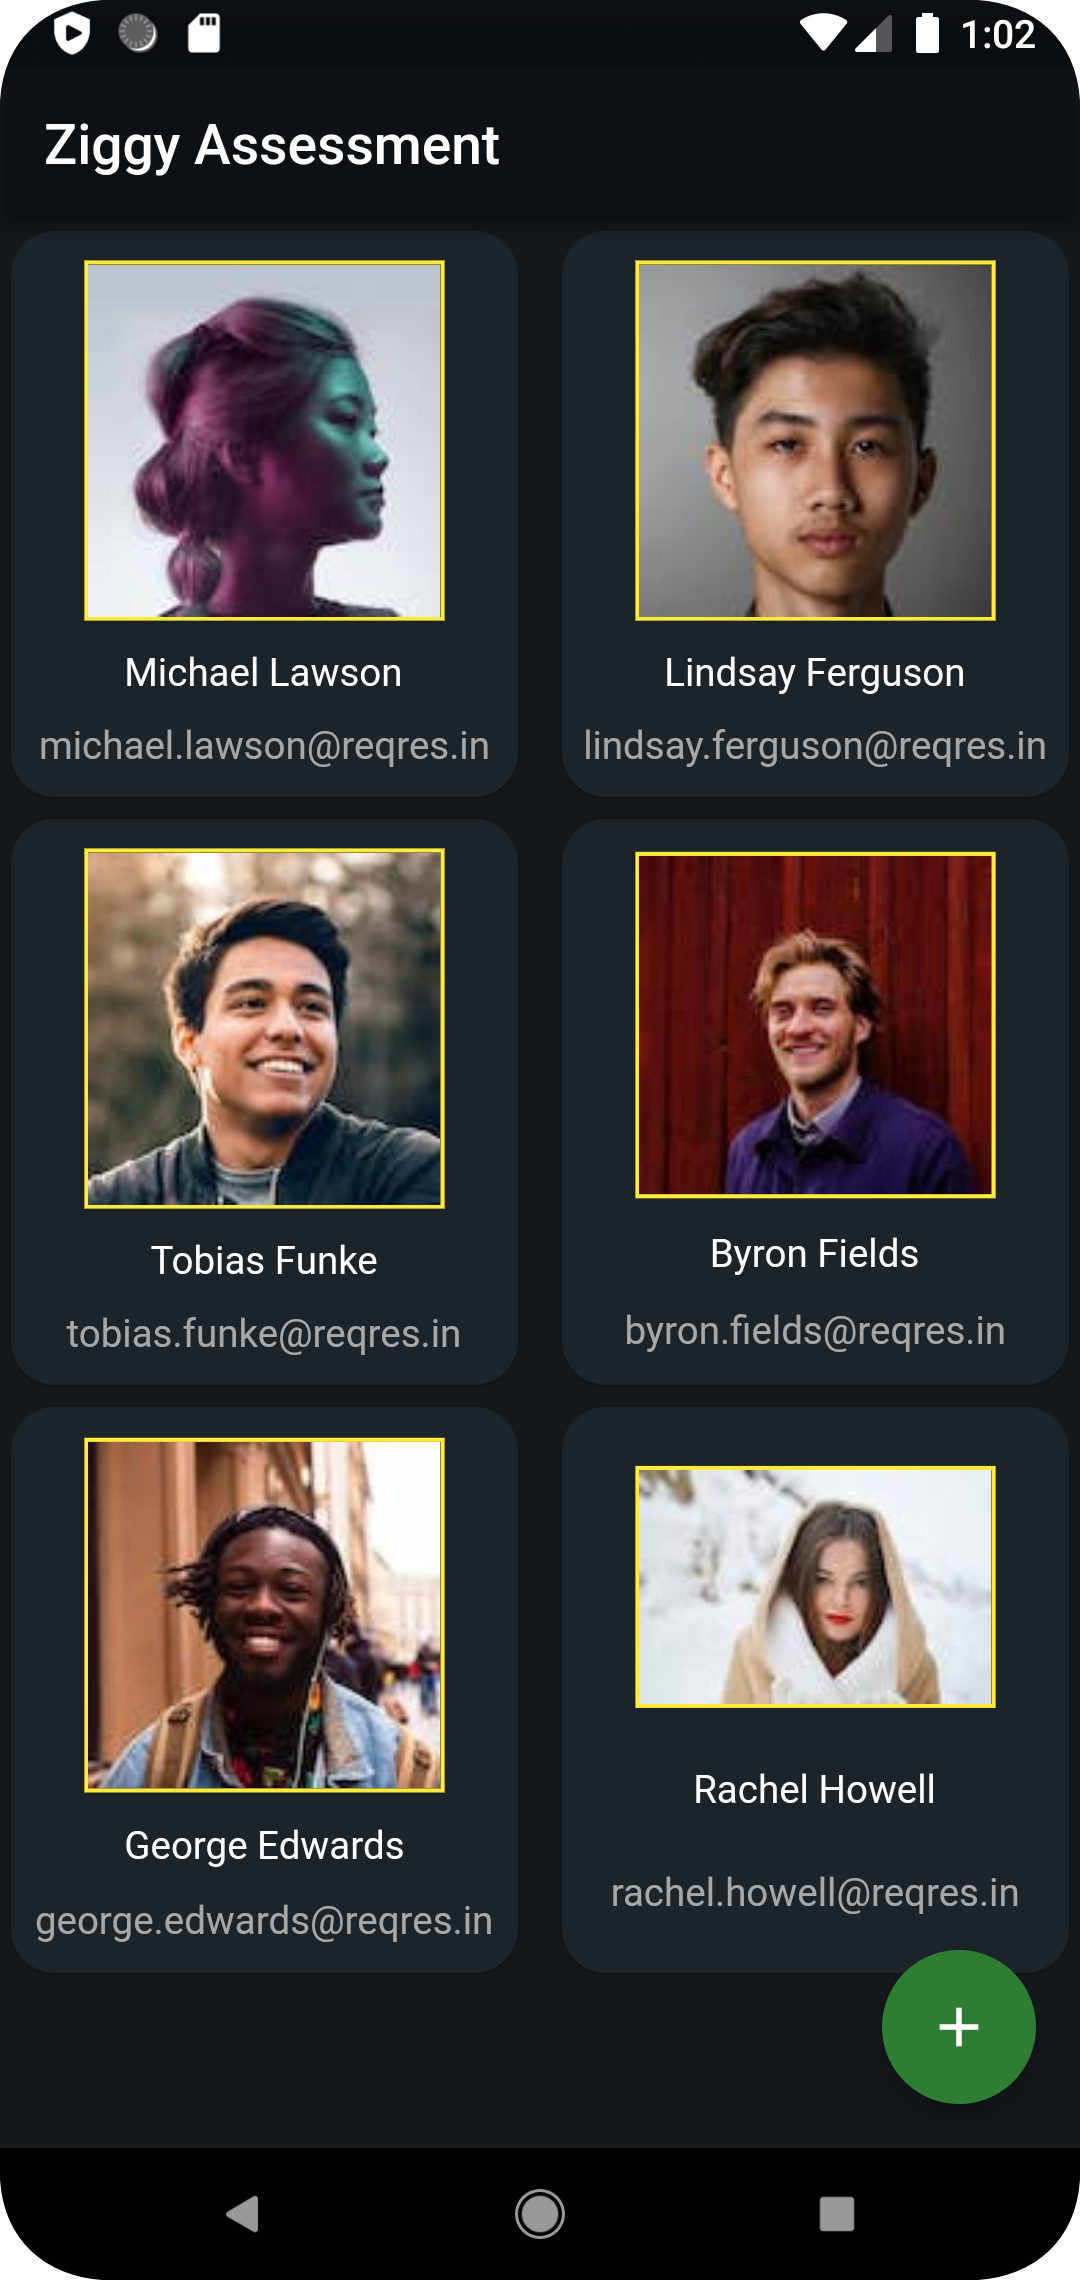 1:02
Ziggy Assessment
Michael Lawson
michael.lawson@reqres.in
Lindsay Ferguson
lindsay.ferguson@reqres.in
Tobias Funke
tobias.funke@reqres.in
Byron Fields
byron.fields@reqres.in
George Edwards
george.edwards@reqres.in
Rachel Howell
rachel.howell@reqres.in